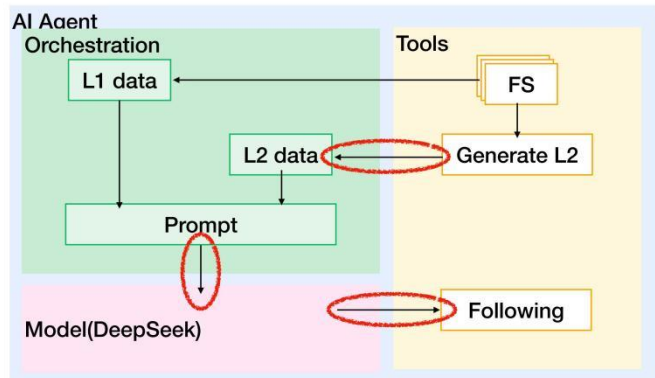 AI Agent
Orchestration
Tools
L1 data
FS
L2 data
Generate L2
Prompt
Model(DeepSeek)
Following